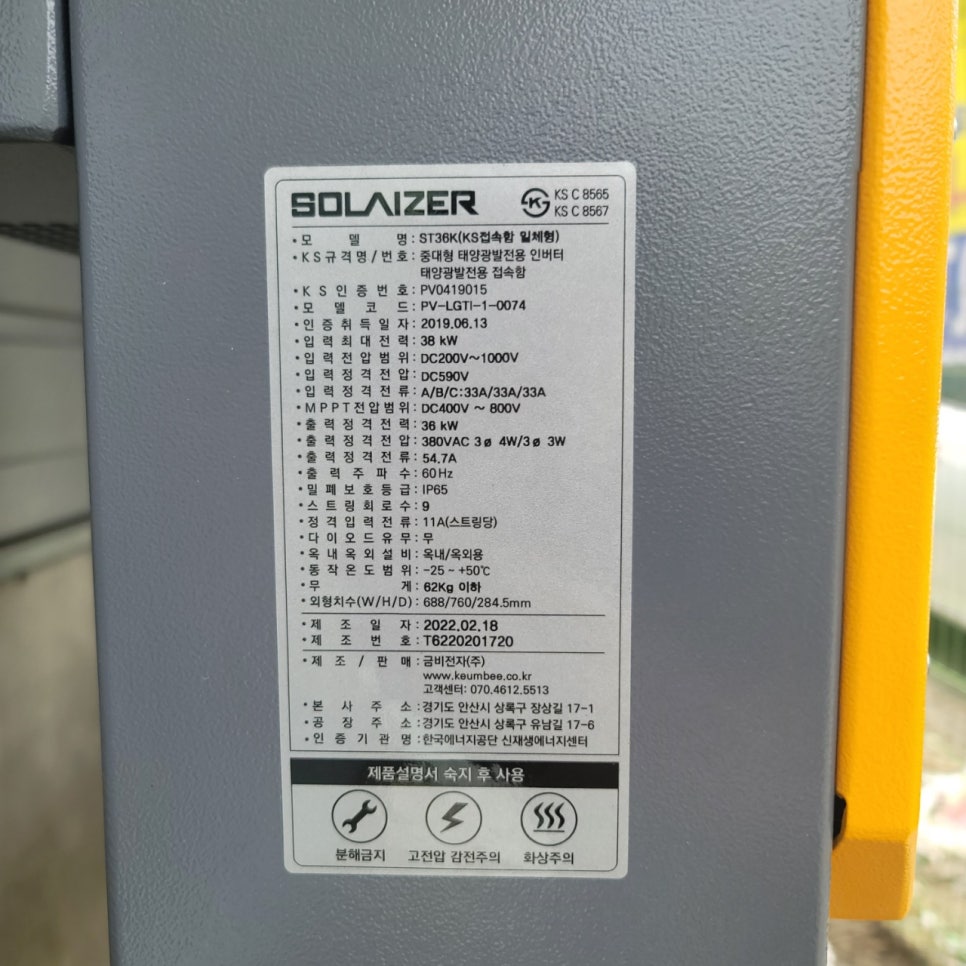 SOLAIZER KS C 8565
KS C 8567
• 모 델 명 : ST36K(KS접속함 일체형)
• KS규격명/번호 : 중대형 태양광발전용 인버터
태양광발전용 접속함
• KS 인증번호 : PV0419015
• 모 델 코 드 : PV-LGTI-1-0074
• 인증취득일자 : 2019.06.13
• 입력최대전력 : 38 kW
• 입력전압범위 : DC200V~1000V
• 입력정격전압 : DC590V
• 입력정격전류 : A/B/C:33A/33A/33A
• MPPT전압범위 : DC400V ~ 800V
• 출력정격전력 : 36 kW
• 출력정격전압 : 380VAC 3ø 4W/3ø 3W
• 출력정격전류 : 54.7A
• 출력주파수 : 60Hz
• 밀폐보호등급 : IP65
• 스트링회로수 : 9
• 정격입력전류 : 11A(스트링당)
• 다이오드유무 : 무
• 옥내옥외설비 : 옥내/옥외용
• 동작온도범위 : -25 ~ +50℃
• 무 게 : 62Kg 이하
• 외형치수(W/H/D) : 688/760/284.5mm
• 제 조 일 자 : 2022.02.18
• 제 조 번 호 : T6220201720
• 제 조 / 판 매 : 금비전자(주)
www.keumbee.co.kr
고객센터: 070.4612.5513
• 본 사 주 소 : 경기도 안산시 상록구 장상길 17-1
• 공 장 주 소 : 경기도 안산시 상록구 유남길 17-6
• 인 증 기 관 명 : 한국에너지공단 신재생에너지센터
제품설명서 숙지 후 사용
분해금지 고전압 감전주의 화상주의